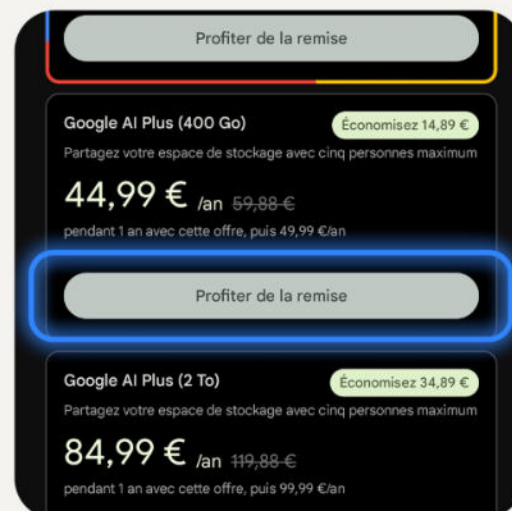 Profiter de la remise
Google AI Plus (400 Go)
Économisez 14,89 €
Partagez votre espace de stockage avec cinq personnes maximum
44,99 € /an 59,88 €
pendant 1 an avec cette offre, puis 49,99 €/an
Profiter de la remise
Google AI Plus (2 To)
Économisez 34,89 €
Partagez votre espace de stockage avec cinq personnes maximum
84,99 € /an 119,88 €
pendant 1 an avec cette offre, puis 99,99 €/an